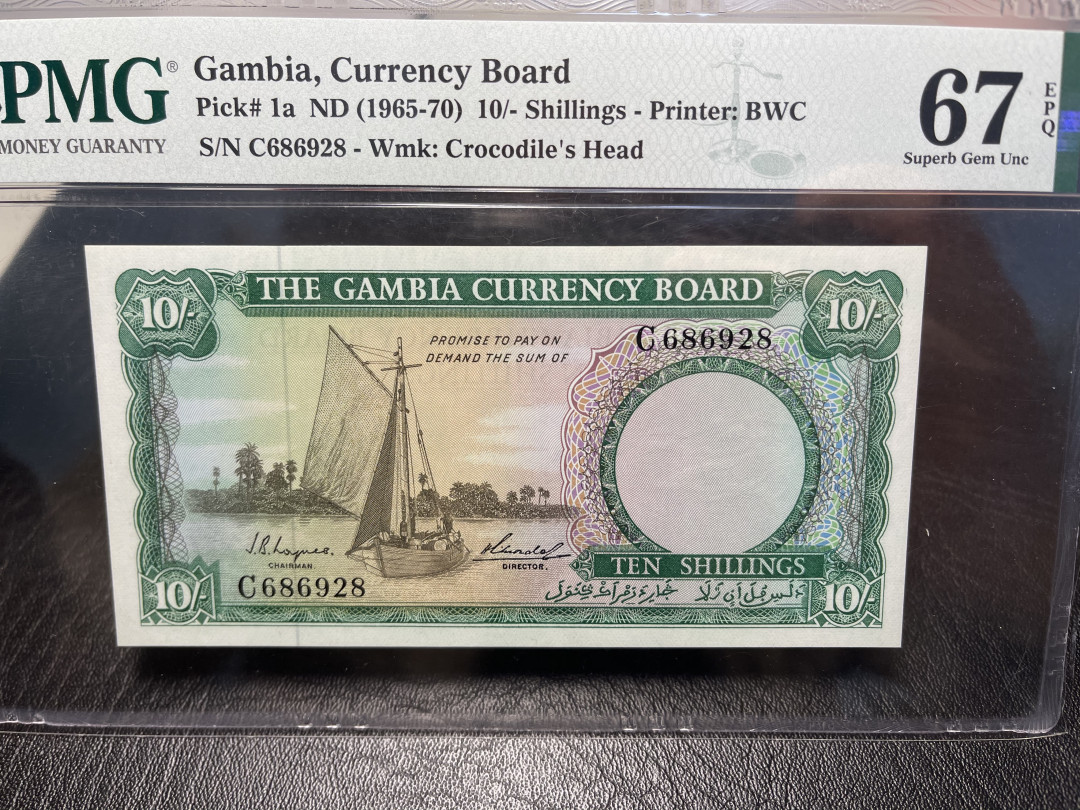 PMG®
MONEY GUARANTY
Gambia, Currency Board
Pick# 1a ND (1965-70) 10/- Shillings - Printer: BWC
S/N C686928 - Wmk: Crocodile's Head
67
EPQ
Superb Gem Unc
THE GAMBIA CURRENCY BOARD
10/-
10/-
PROMISE TO PAY ON
DEMAND THE SUM OF
C686928
CHAIRMAN
DIRECTOR.
TEN SHILLINGS
C686928
10/-
10/-